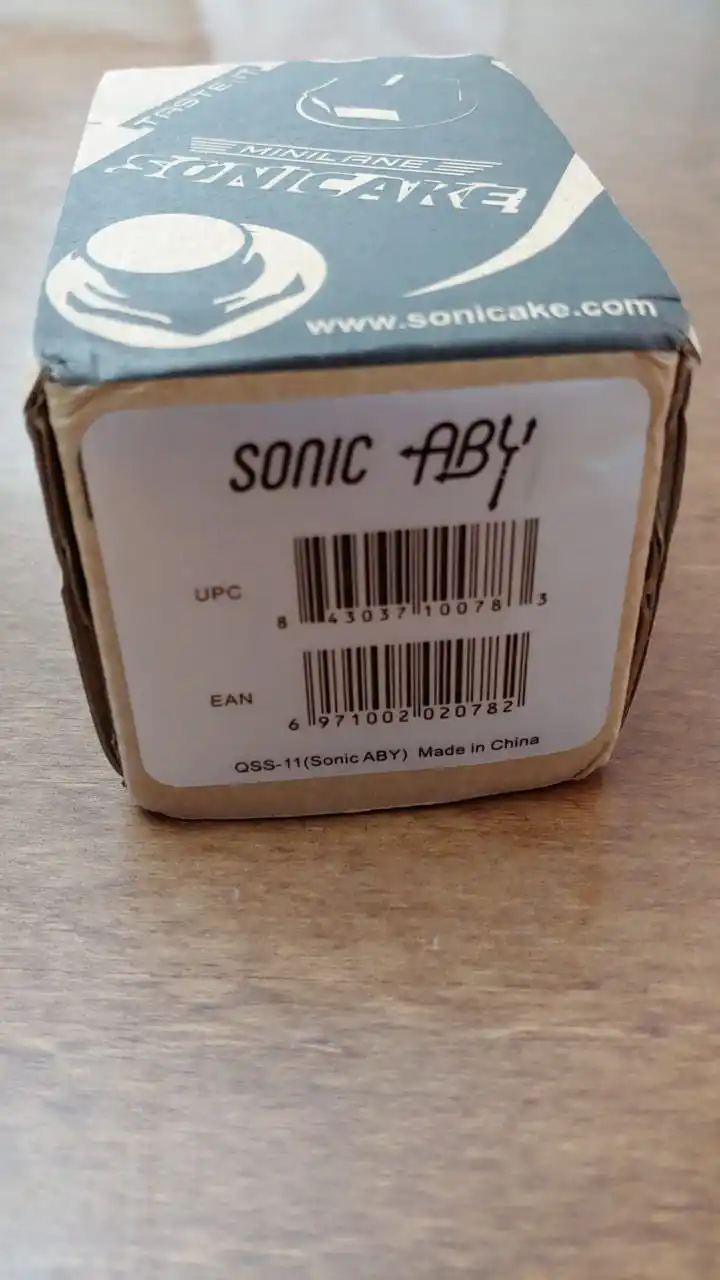 TASTE IT!
MINILANE
SONICAKE
www.sonicake.com
SONIC ABY
UPC
8 43037 10078 3
EAN
6 971002 020782
QSS-11(Sonic ABY) Made in China